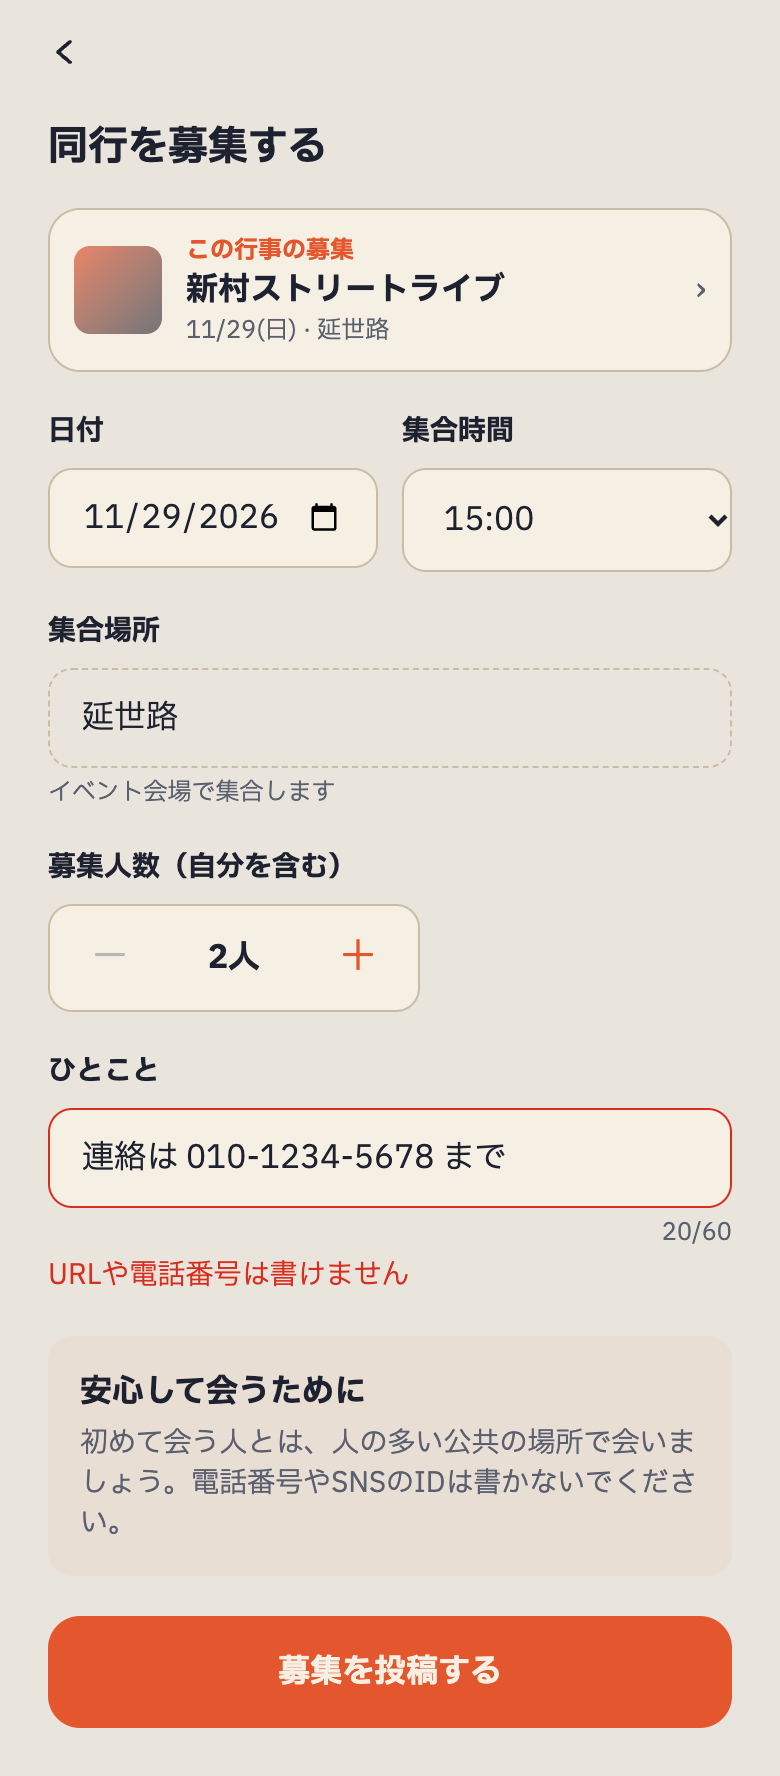 同行を募集する
この行事の募集
新村ストリートライブ
11/29(日) · 延世路
日付
集合時間
11/29/2026
15:00
集合場所
延世路
イベント会場で集合します
募集人数（自分を含む）
2人
ひとこと
連絡は 010-1234-5678 まで
20/60
URLや電話番号は書けません
安心して会うために
初めて会う人とは、人の多い公共の場所で会いま
しょう。電話番号やSNSのIDは書かないでくださ
い。
募集を投稿する